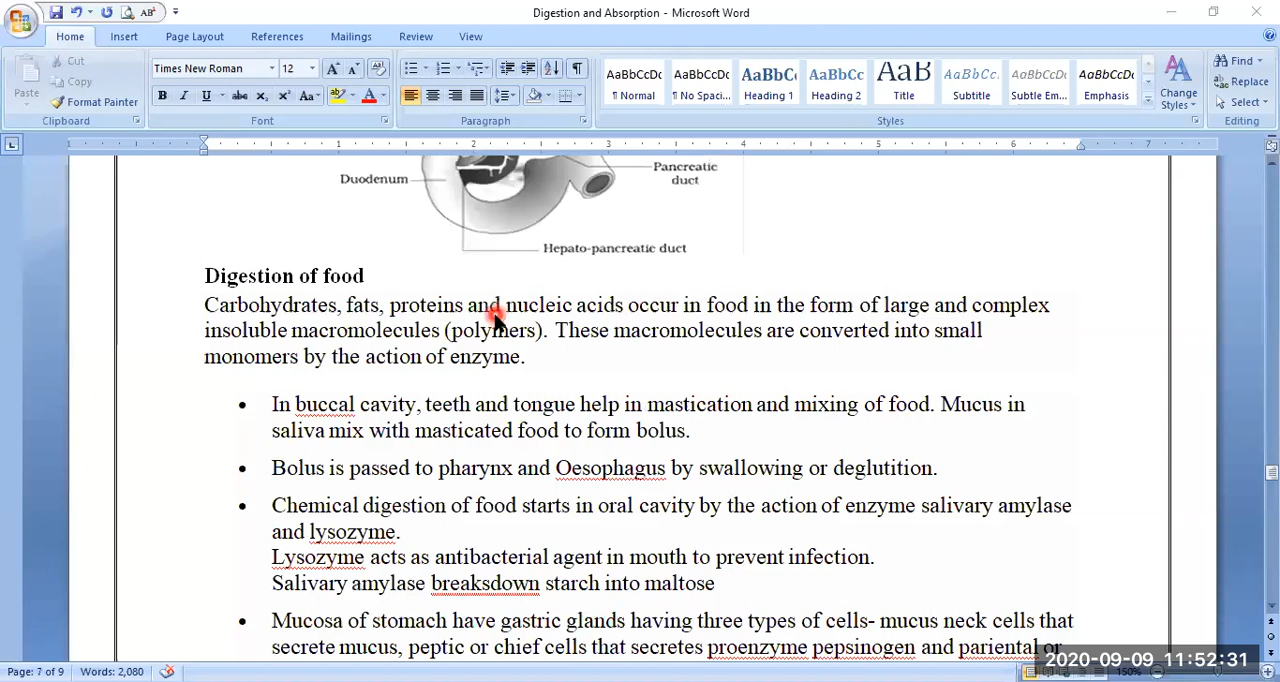 Digestion and Absorption - Microsoft Word
Home Insert Page Layout References Mailings Review View
Paste
Cut
Copy
Format Painter
Clipboard
Times New Roman 12
Font
Paragraph
AaBbCcDc AaBbCcDc AaBbC AaBbCc AaB AaBbCc. AaBbCcDc AaBbCcDc
¶ Normal ¶ No Spaci... Heading 1 Heading 2 Title Subtitle Subtle Em... Emphasis
Styles
Change Styles
Find
Replace
Select
Editing
1 2 3 4 5 6 7
Duodenum
Pancreatic
duct
Hepato-pancreatic duct
Digestion of food
Carbohydrates, fats, proteins and nucleic acids occur in food in the form of large and complex
insoluble macromolecules (polymers). These macromolecules are converted into small
monomers by the action of enzyme.
• In buccal cavity, teeth and tongue help in mastication and mixing of food. Mucus in
saliva mix with masticated food to form bolus.
• Bolus is passed to pharynx and Oesophagus by swallowing or deglutition.
• Chemical digestion of food starts in oral cavity by the action of enzyme salivary amylase
and lysozyme.
Lysozyme acts as antibacterial agent in mouth to prevent infection.
Salivary amylase breaksdown starch into maltose
• Mucosa of stomach have gastric glands having three types of cells- mucus neck cells that
secrete mucus, peptic or chief cells that secretes proenzyme pepsinogen and pariental or
2020-09-09 11:52:31
Page: 7 of 9 Words: 2,080 150%